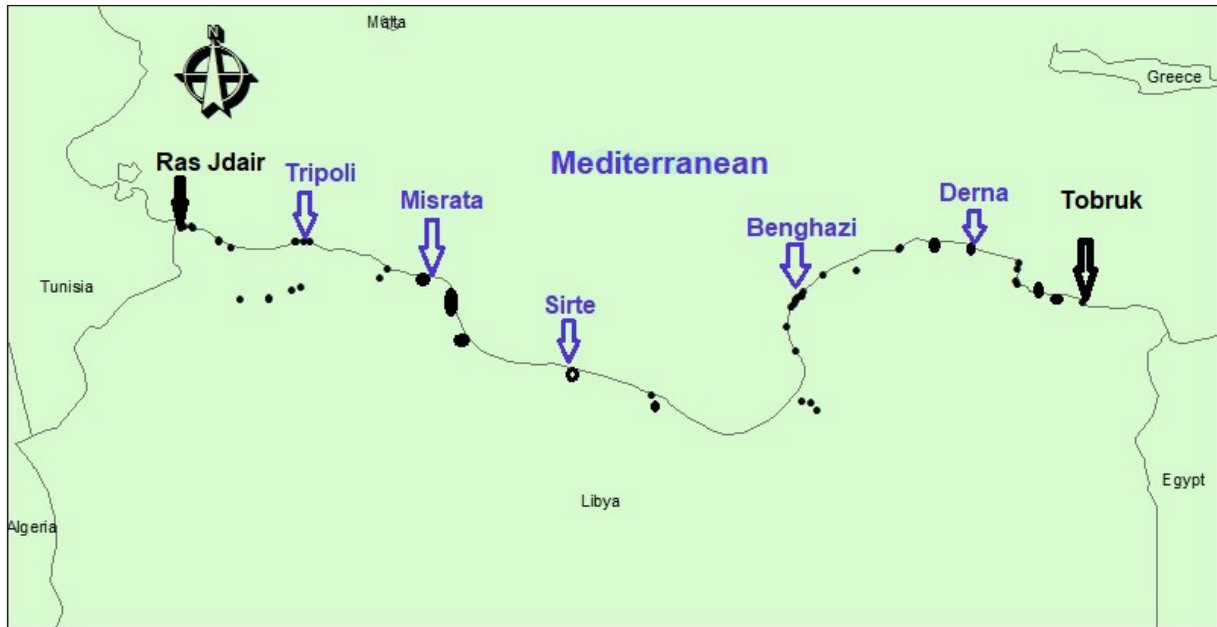 N
Malta
Greece
Ras Jdair
Tripoli
Mediterranean
Misrata
Derna
Tobruk
Benghazi
Tunisia
Sirte
Libya
Egypt
Algeria